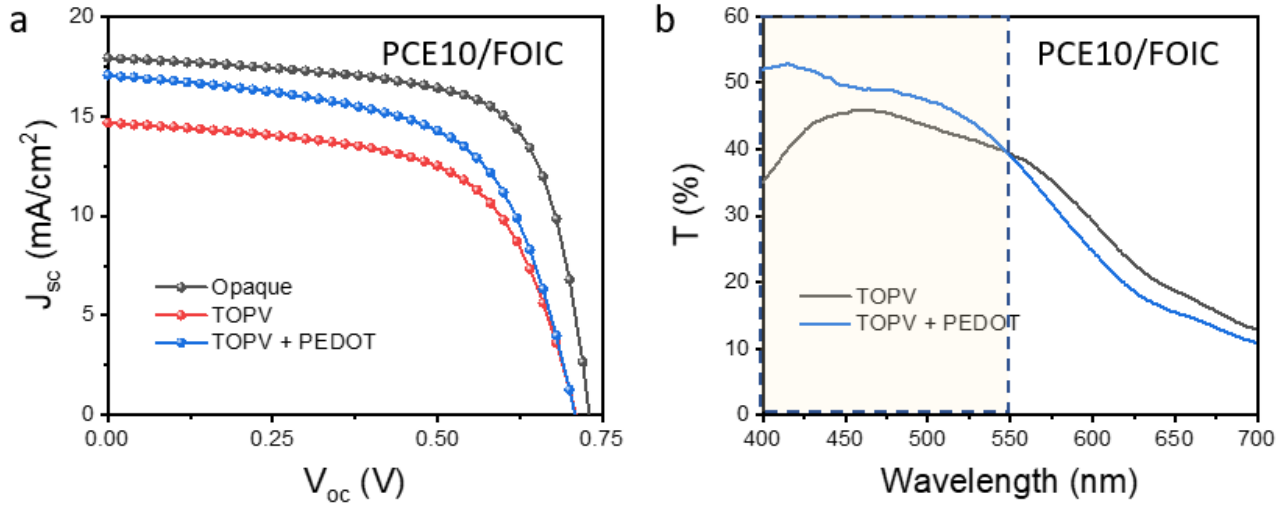 a
PCE10/FOIC
20
15
10
5
0
J_sc (mA/cm²)
Opaque
TOPV
TOPV + PEDOT
0.00
0.25
0.50
0.75
V_oc (V)
b
PCE10/FOIC
60
50
40
30
20
10
0
T (%)
TOPV
TOPV + PEDOT
400
450
500
550
600
650
700
Wavelength (nm)